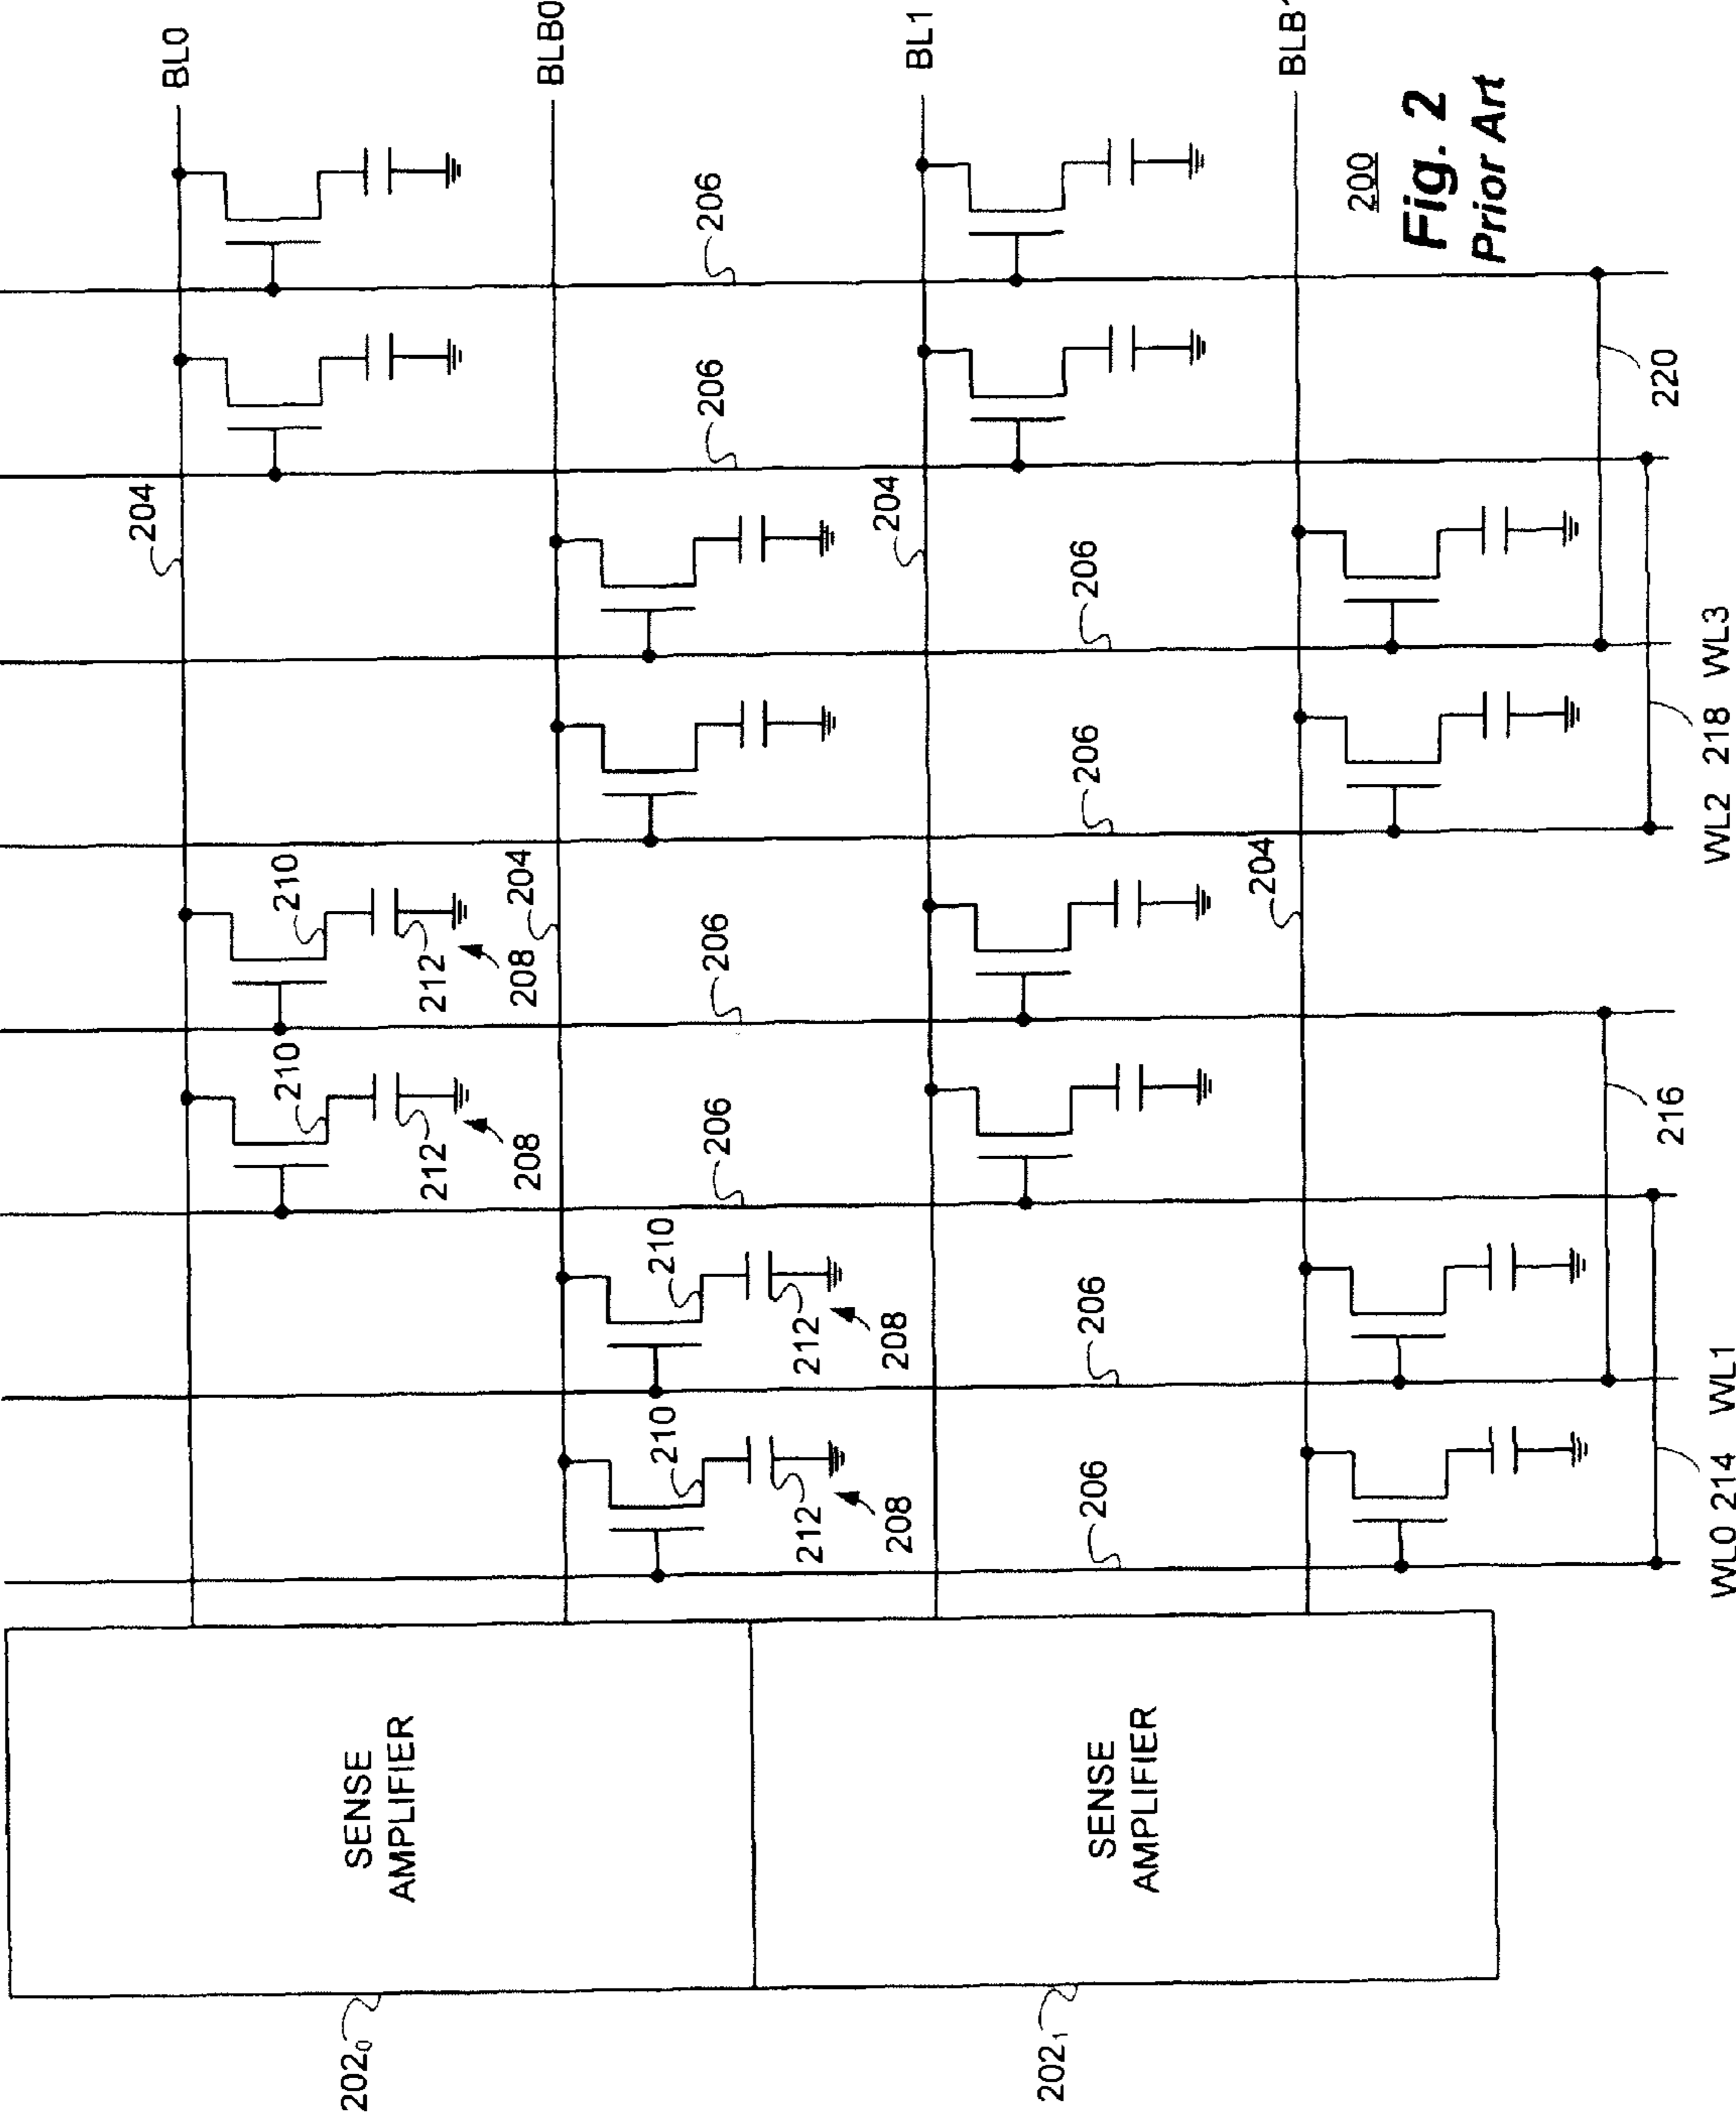 BL0
BLB0
BL1
BLB1
204
204
204
204
206
206
206
206
206
206
206
206
210
212
208
210
212
208
210
212
208
210
212
208
SENSE
AMPLIFIER
SENSE
AMPLIFIER
202₀
202₁
WL0 214
WL1
216
WL2
218
WL3
220
200
Fig. 2
Prior Art